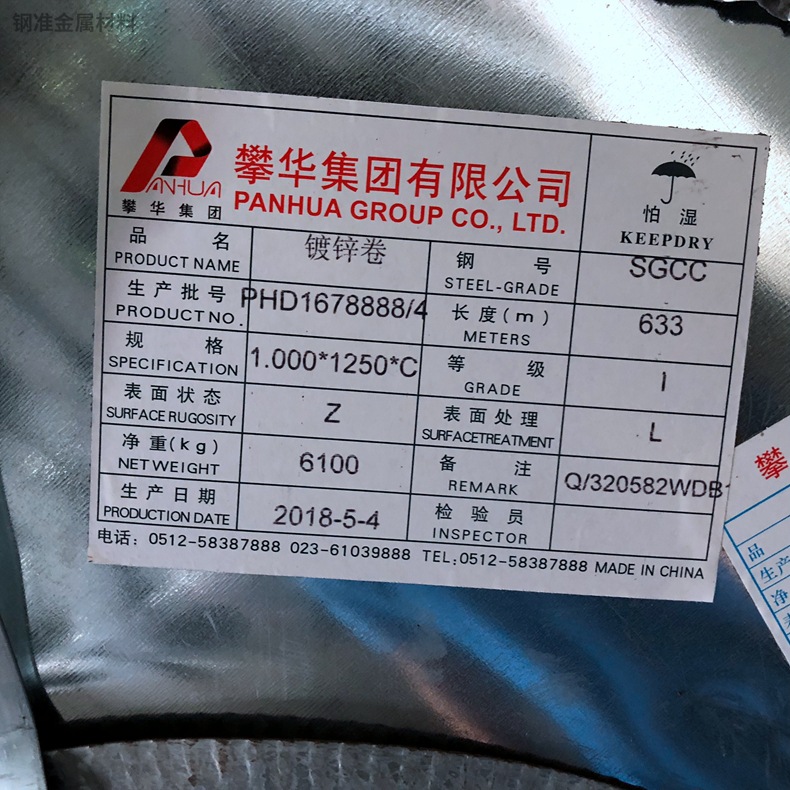 钢准金属材料
PANHUA
攀华集团
攀华集团有限公司
PANHUA GROUP CO., LTD.
怕湿
KEEPDRY
品名
PRODUCT NAME
镀锌卷
钢号
STEEL-GRADE
SGCC
生产批号
PRODUCT NO.
PHD1678888/4
长度(m)
METERS
633
规格
SPECIFICATION
1.000*1250*C
等级
GRADE
I
表面状态
SURFACE RUGOSITY
Z
表面处理
SURFACETREATMENT
L
净重(kg)
NET WEIGHT
6100
备注
REMARK
Q/320582WDB
生产日期
PRODUCTION DATE
2018-5-4
检验员
INSPECTOR
电话: 0512-58387888 023-61039888 TEL:0512-58387888 MADE IN CHINA
攀
品
生产
净